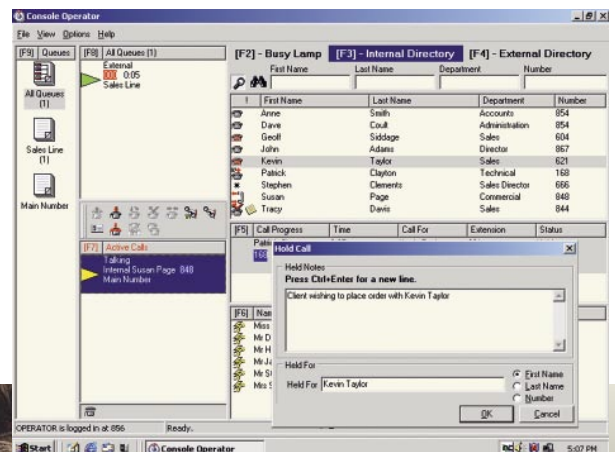 Console Operator
File View Options Help
[F9] Queues
All Queues
(1)
Sales Line
(1)
Main Number
[F8] All Queues (1)
External
0:05
Sales Line
[F7] Active Calls
Talking
Internal Susan Page 848
Main Number
[F2] - Busy Lamp [F3] - Internal Directory [F4] - External Directory
First Name Last Name Department Number
! First Name Last Name Department Number
Anne Smith Accounts 854
Dave Coult Administration 854
Geoff Siddage Sales 604
John Adams Director 867
Kevin Taylor Sales 621
Patrick Clayton Technical 168
Stephen Clements Sales Director 666
Susan Page Commercial 848
Tracy Davis Sales 844
[F5] Call Progress Time Call For Extension Status
168
Hold Call
Held Notes
Press Ctrl+Enter for a new line.
Client wishing to place order with Kevin Taylor
Held For
Held For Kevin Taylor
First Name
Last Name
Number
OK Cancel
[F6]
Miss
Mr D
Mr H
Mr S
Mrs S
OPERATOR is logged in at 856 Ready.
Start Console Operator 5:07 PM